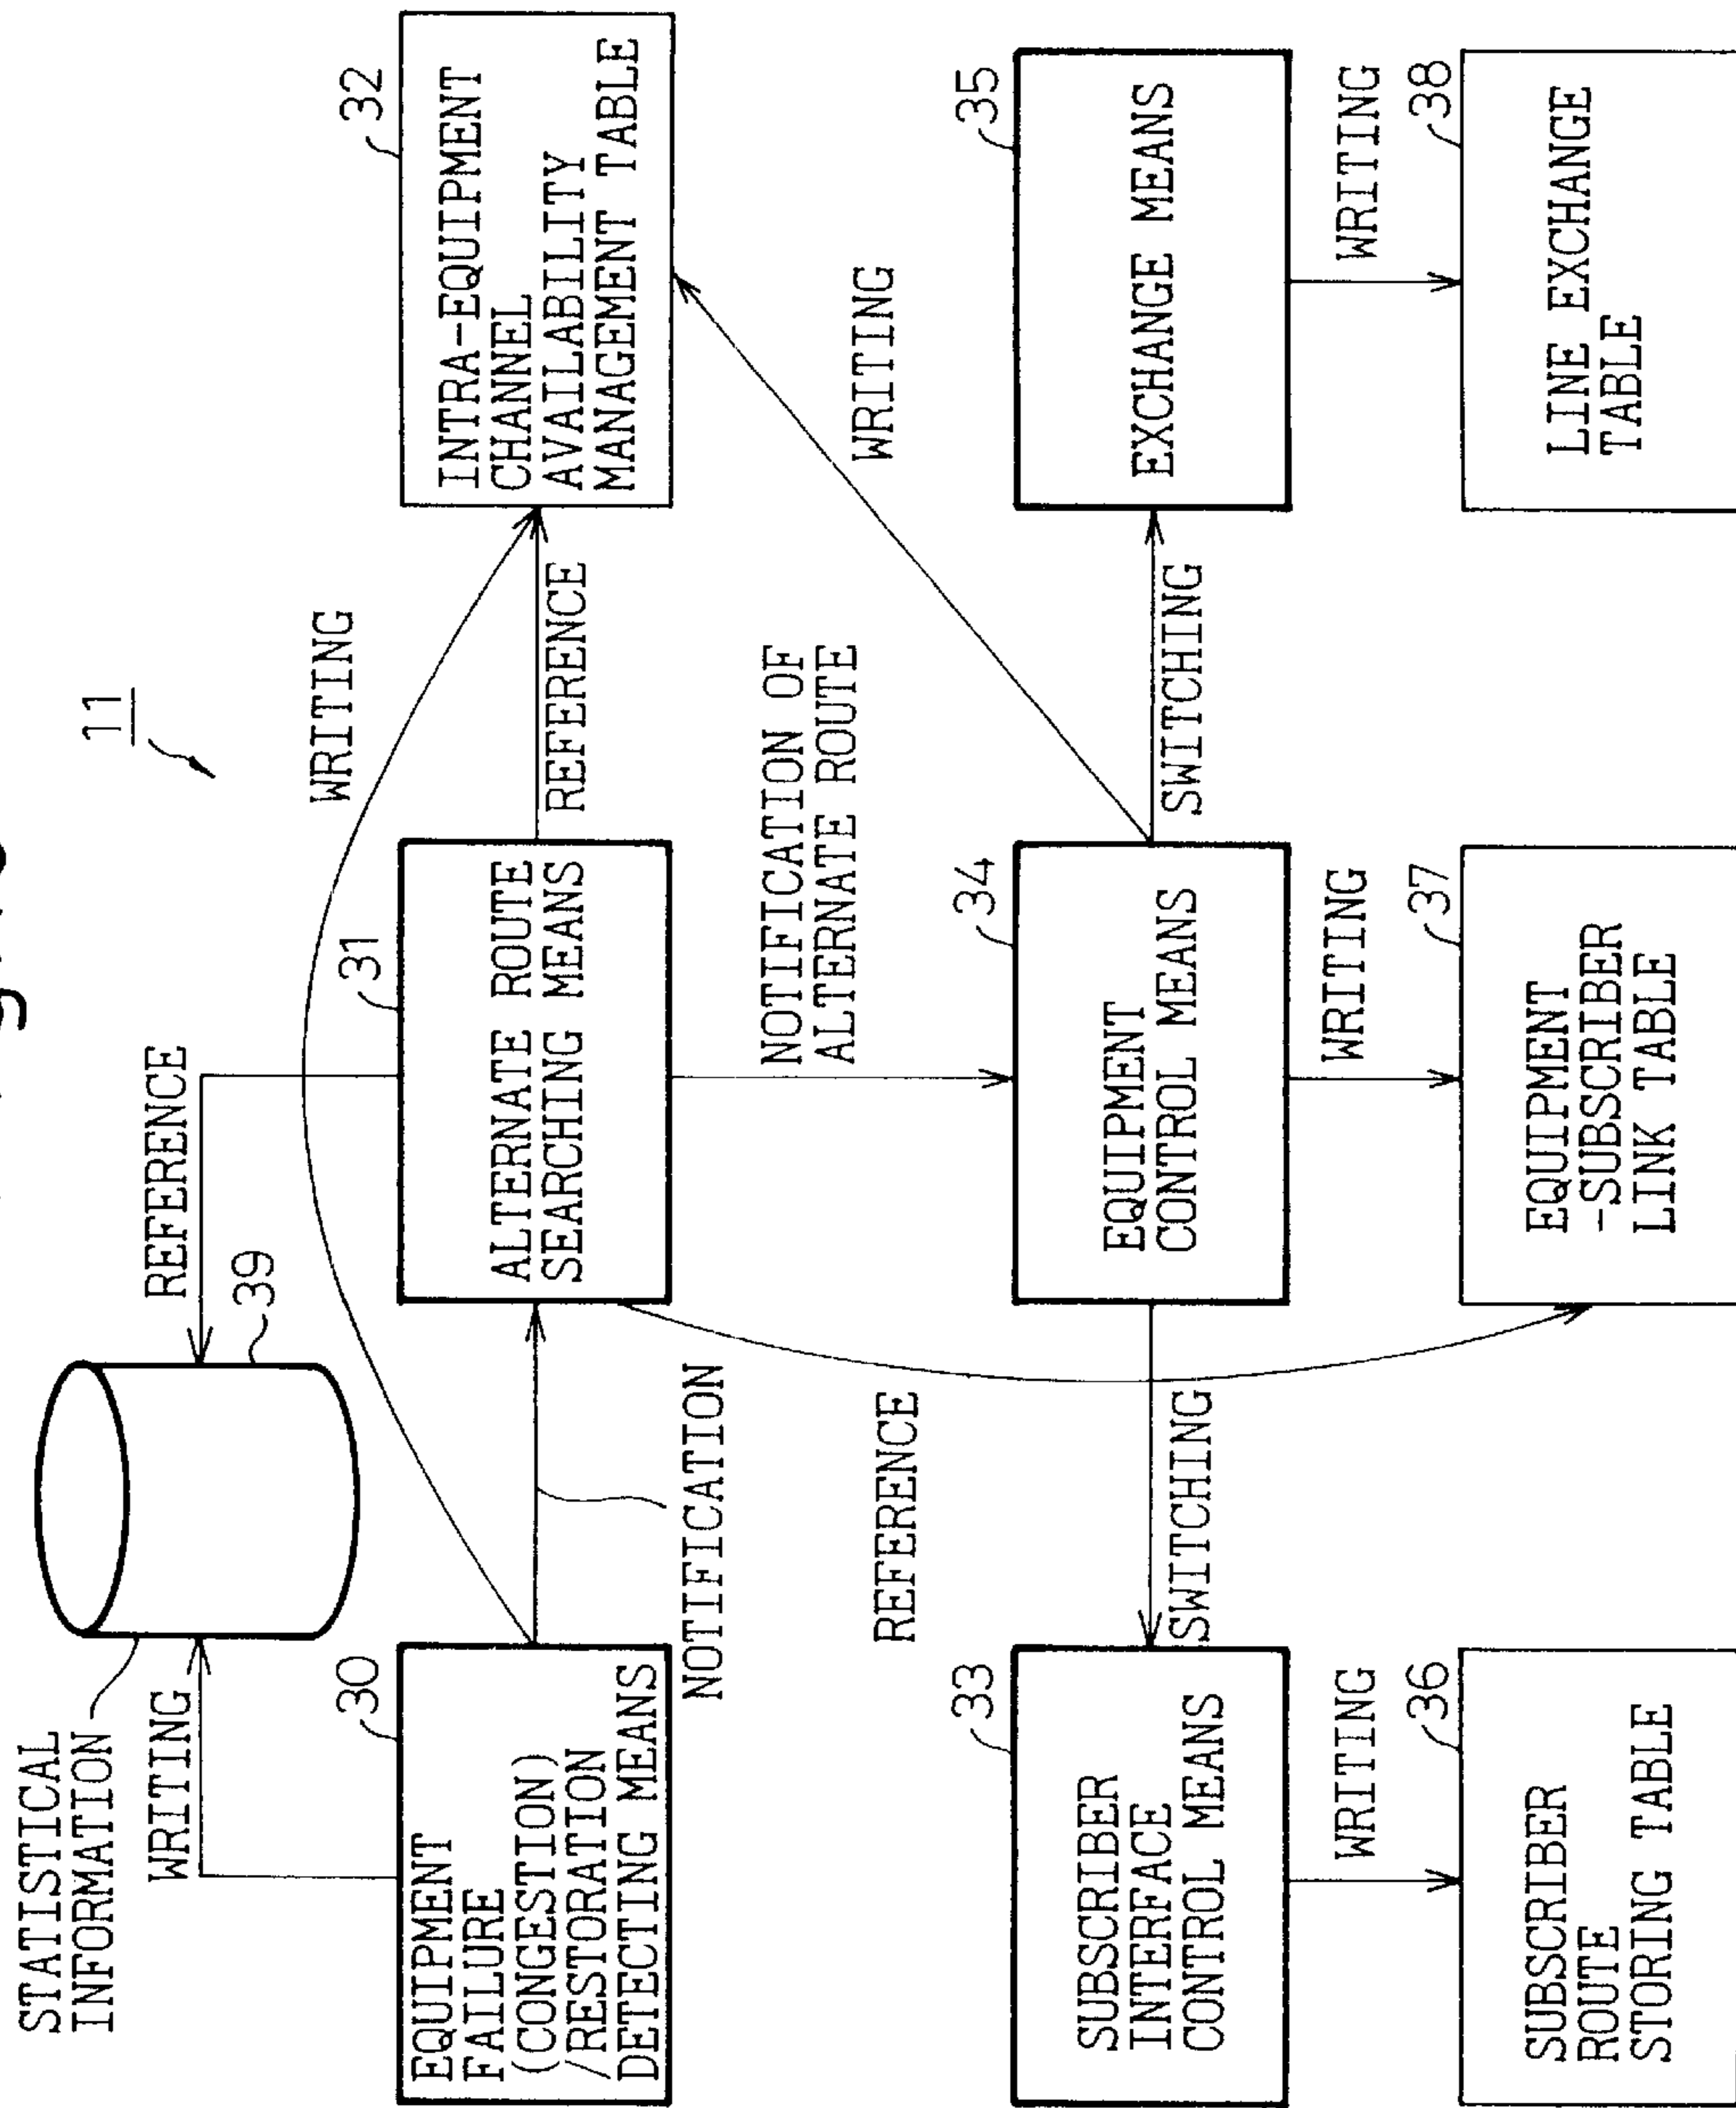 11
STATISTICAL
INFORMATION
WRITING
REFERENCE
39
30
EQUIPMENT
FAILURE
(CONGESTION)
/RESTORATION
DETECTING MEANS
NOTIFICATION
31
ALTERNATE ROUTE
SEARCHING MEANS
WRITING
REFERENCE
32
INTRA-EQUIPMENT
CHANNEL
AVAILABILITY
MANAGEMENT TABLE
NOTIFICATION OF
ALTERNATE ROUTE
REFERENCE
WRITING
33
SUBSCRIBER
INTERFACE
CONTROL MEANS
SWITCHING
34
EQUIPMENT
CONTROL MEANS
SWITCHING
35
EXCHANGE MEANS
WRITING
WRITING
WRITING
36
SUBSCRIBER
ROUTE
STORING TABLE
37
EQUIPMENT
-SUBSCRIBER
LINK TABLE
38
LINE EXCHANGE
TABLE